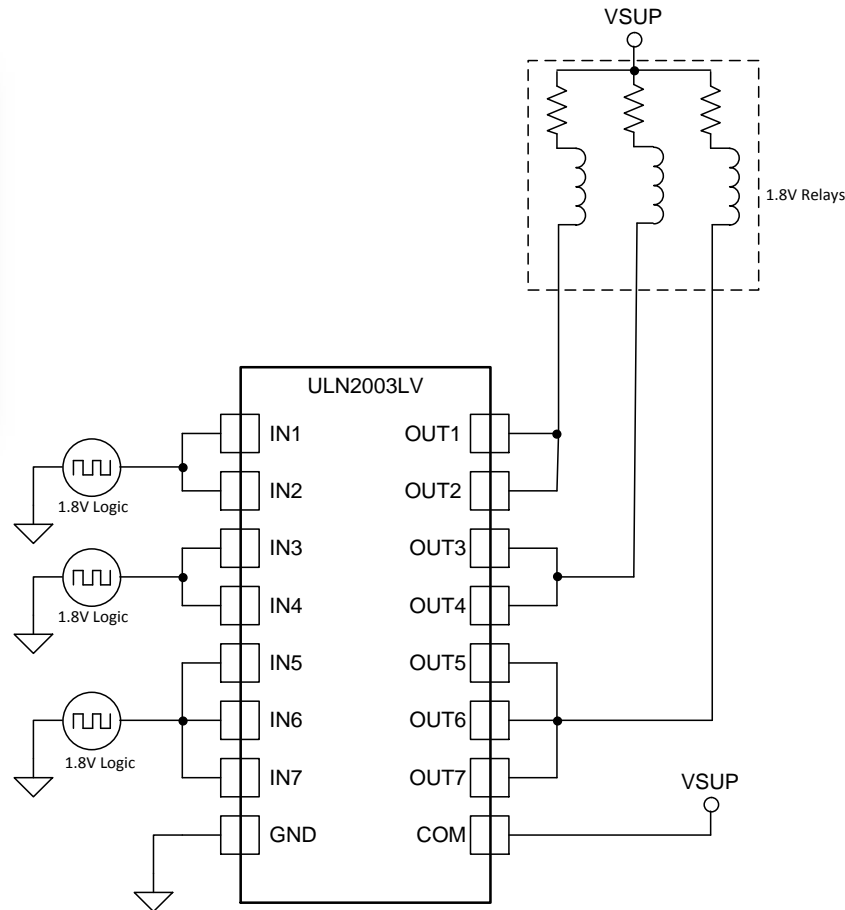 VSUP
1.8V Relays
ULN2003LV
IN1
OUT1
1.8V Logic
IN2
OUT2
IN3
OUT3
1.8V Logic
IN4
OUT4
IN5
OUT5
IN6
OUT6
1.8V Logic
IN7
OUT7
VSUP
GND
COM